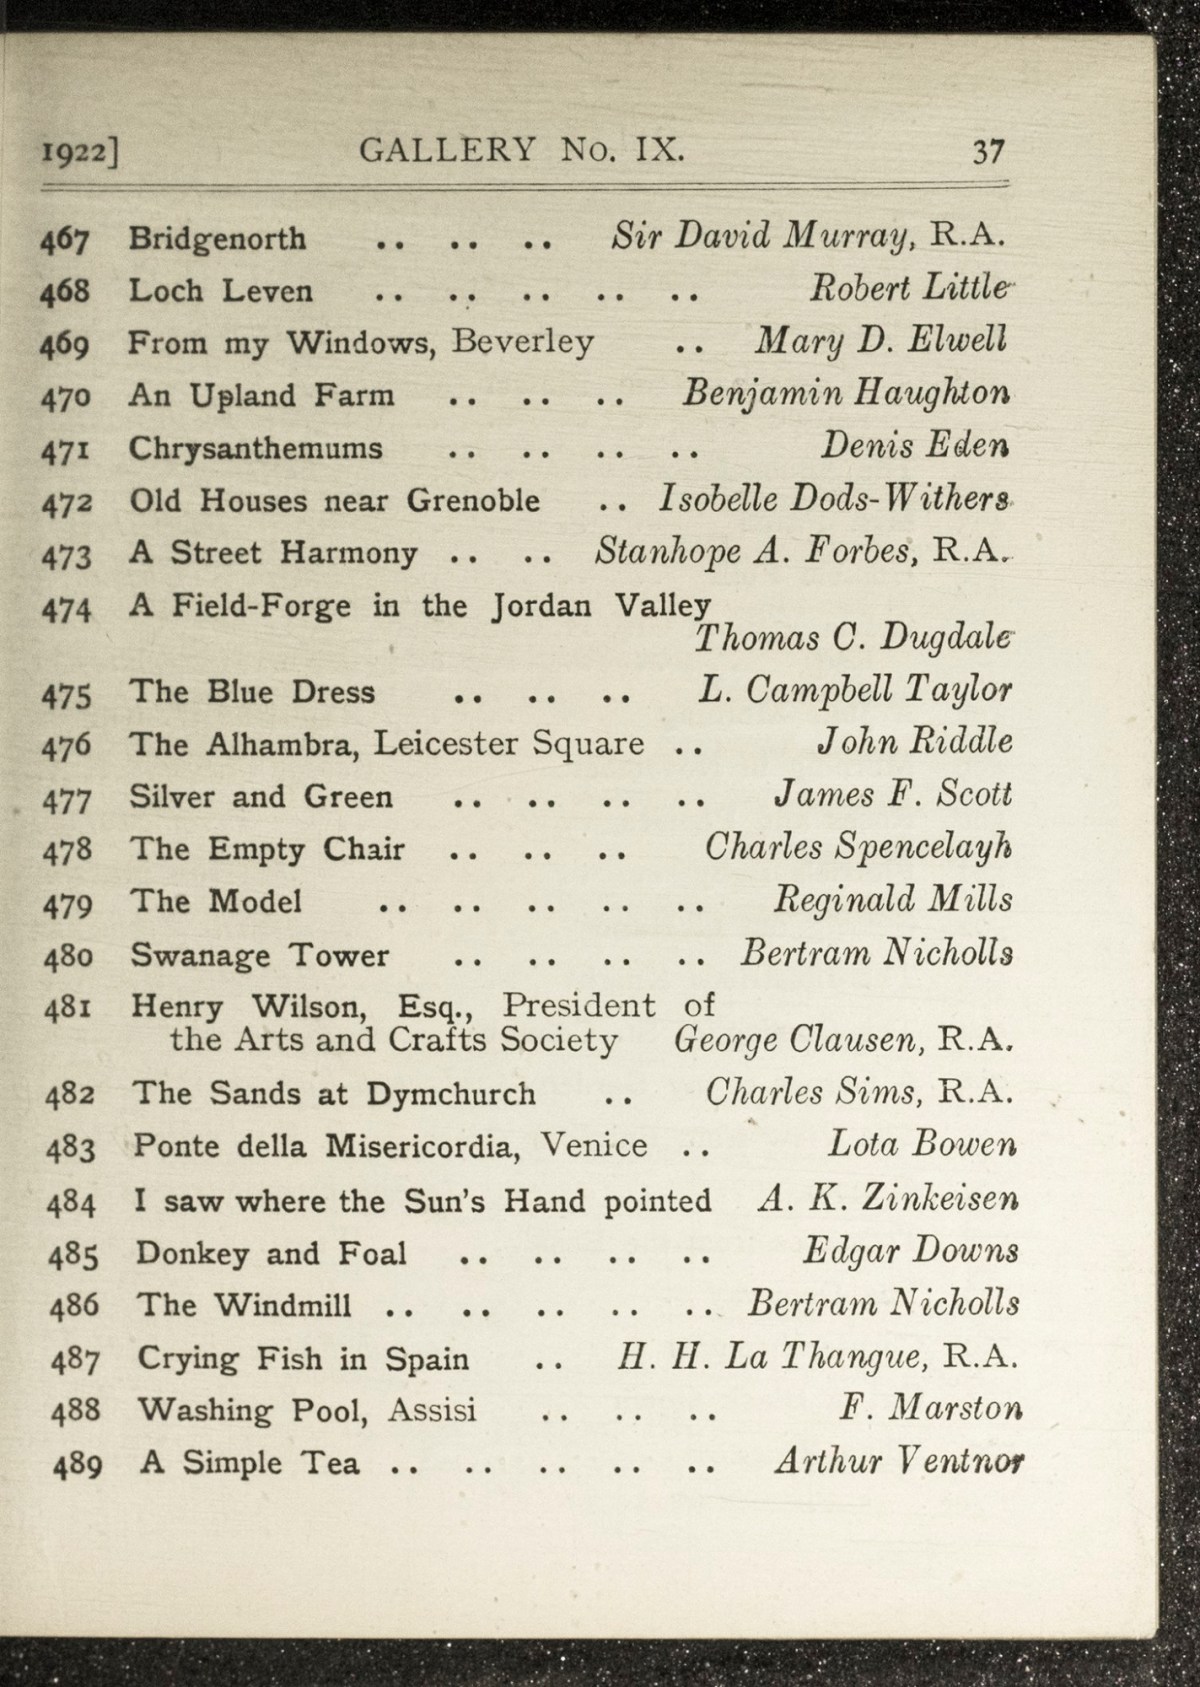 1922] GALLERY No. IX. 37
467 Bridgenorth .. .. .. Sir David Murray, R.A.
468 Loch Leven .. .. .. .. .. Robert Little
469 From my Windows, Beverley .. Mary D. Elwell
470 An Upland Farm .. .. .. Benjamin Haughton
471 Chrysanthemums .. .. .. .. Denis Eden
472 Old Houses near Grenoble .. Isobelle Dods-Withers
473 A Street Harmony .. .. Stanhope A. Forbes, R.A.
474 A Field-Forge in the Jordan Valley
Thomas C. Dugdale
475 The Blue Dress .. .. .. L. Campbell Taylor
476 The Alhambra, Leicester Square .. John Riddle
477 Silver and Green .. .. .. .. James F. Scott
478 The Empty Chair .. .. .. Charles Spencelayh
479 The Model .. .. .. .. .. Reginald Mills
480 Swanage Tower .. .. .. .. Bertram Nicholls
481 Henry Wilson, Esq., President of
the Arts and Crafts Society George Clausen, R.A.
482 The Sands at Dymchurch .. Charles Sims, R.A.
483 Ponte della Misericordia, Venice .. Lota Bowen
484 I saw where the Sun's Hand pointed A. K. Zinkeisen
485 Donkey and Foal .. .. .. .. Edgar Downs
486 The Windmill .. .. .. .. .. Bertram Nicholls
487 Crying Fish in Spain .. H. H. La Thangue, R.A.
488 Washing Pool, Assisi .. .. .. F. Marston
489 A Simple Tea .. .. .. .. .. Arthur Ventnor